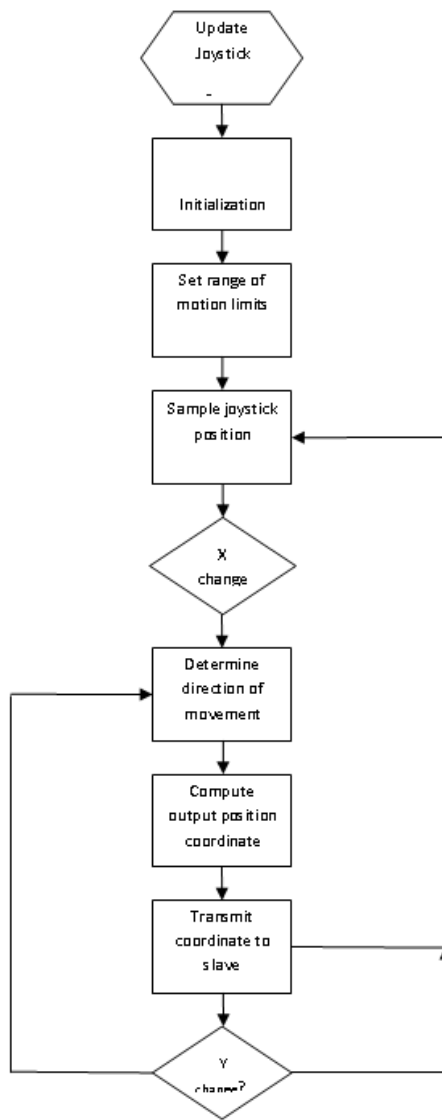 Update
Joystick
Initialization
Set range of
motion limits
Sample joystick
position
X
change
Determine
direction of
movement
Compute
output position
coordinate
Transmit
coordinate to
slave
Y
change?